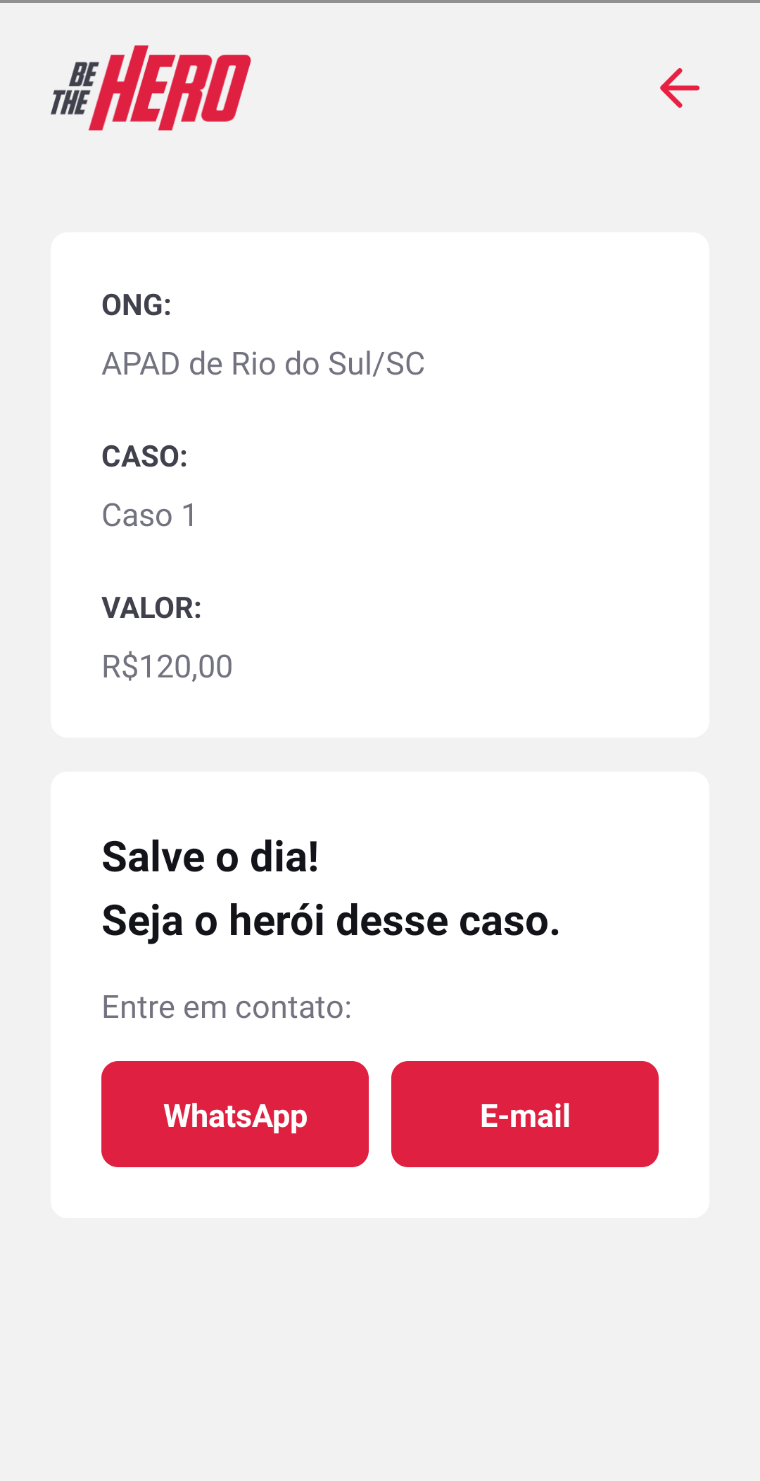 BE
THE HERO
ONG:
APAD de Rio do Sul/SC
CASO:
Caso 1
VALOR:
R$120,00
Salve o dia!
Seja o herói desse caso.
Entre em contato:
WhatsApp
E-mail